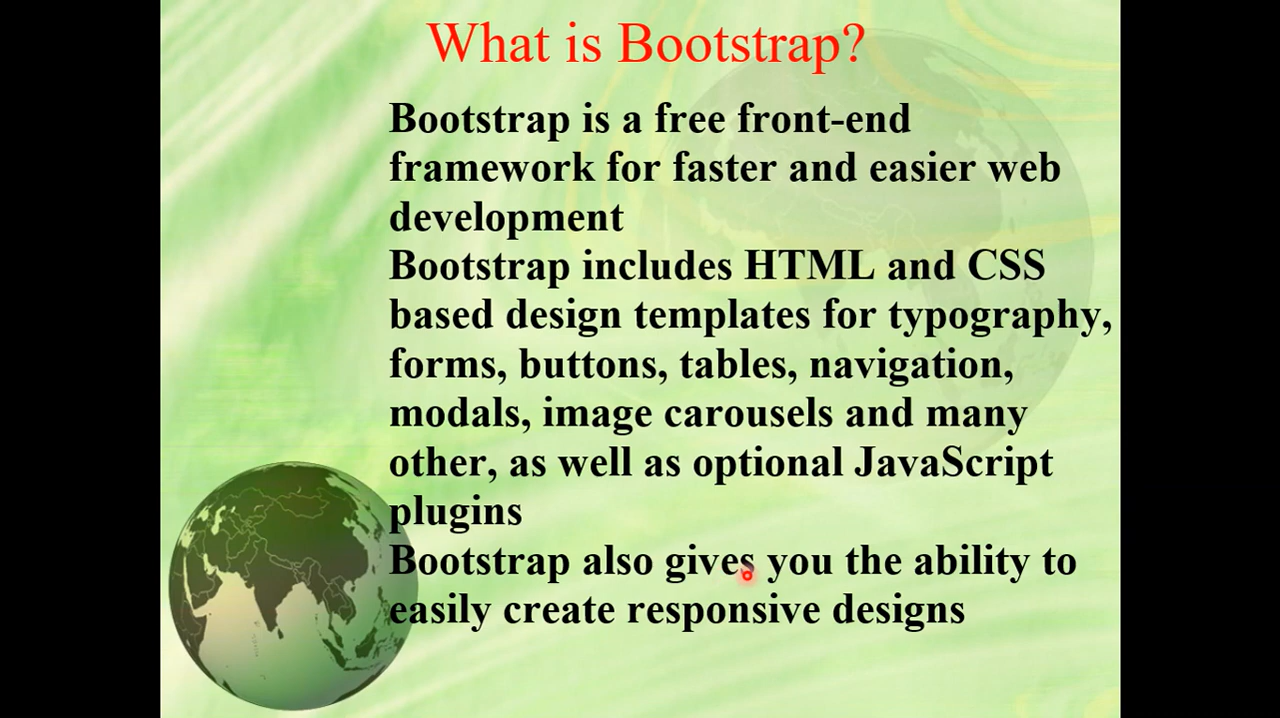 What is Bootstrap?
Bootstrap is a free front-end
framework for faster and easier web
development
Bootstrap includes HTML and CSS
based design templates for typography,
forms, buttons, tables, navigation,
modals, image carousels and many
other, as well as optional JavaScript
plugins
Bootstrap also gives you the ability to
easily create responsive designs